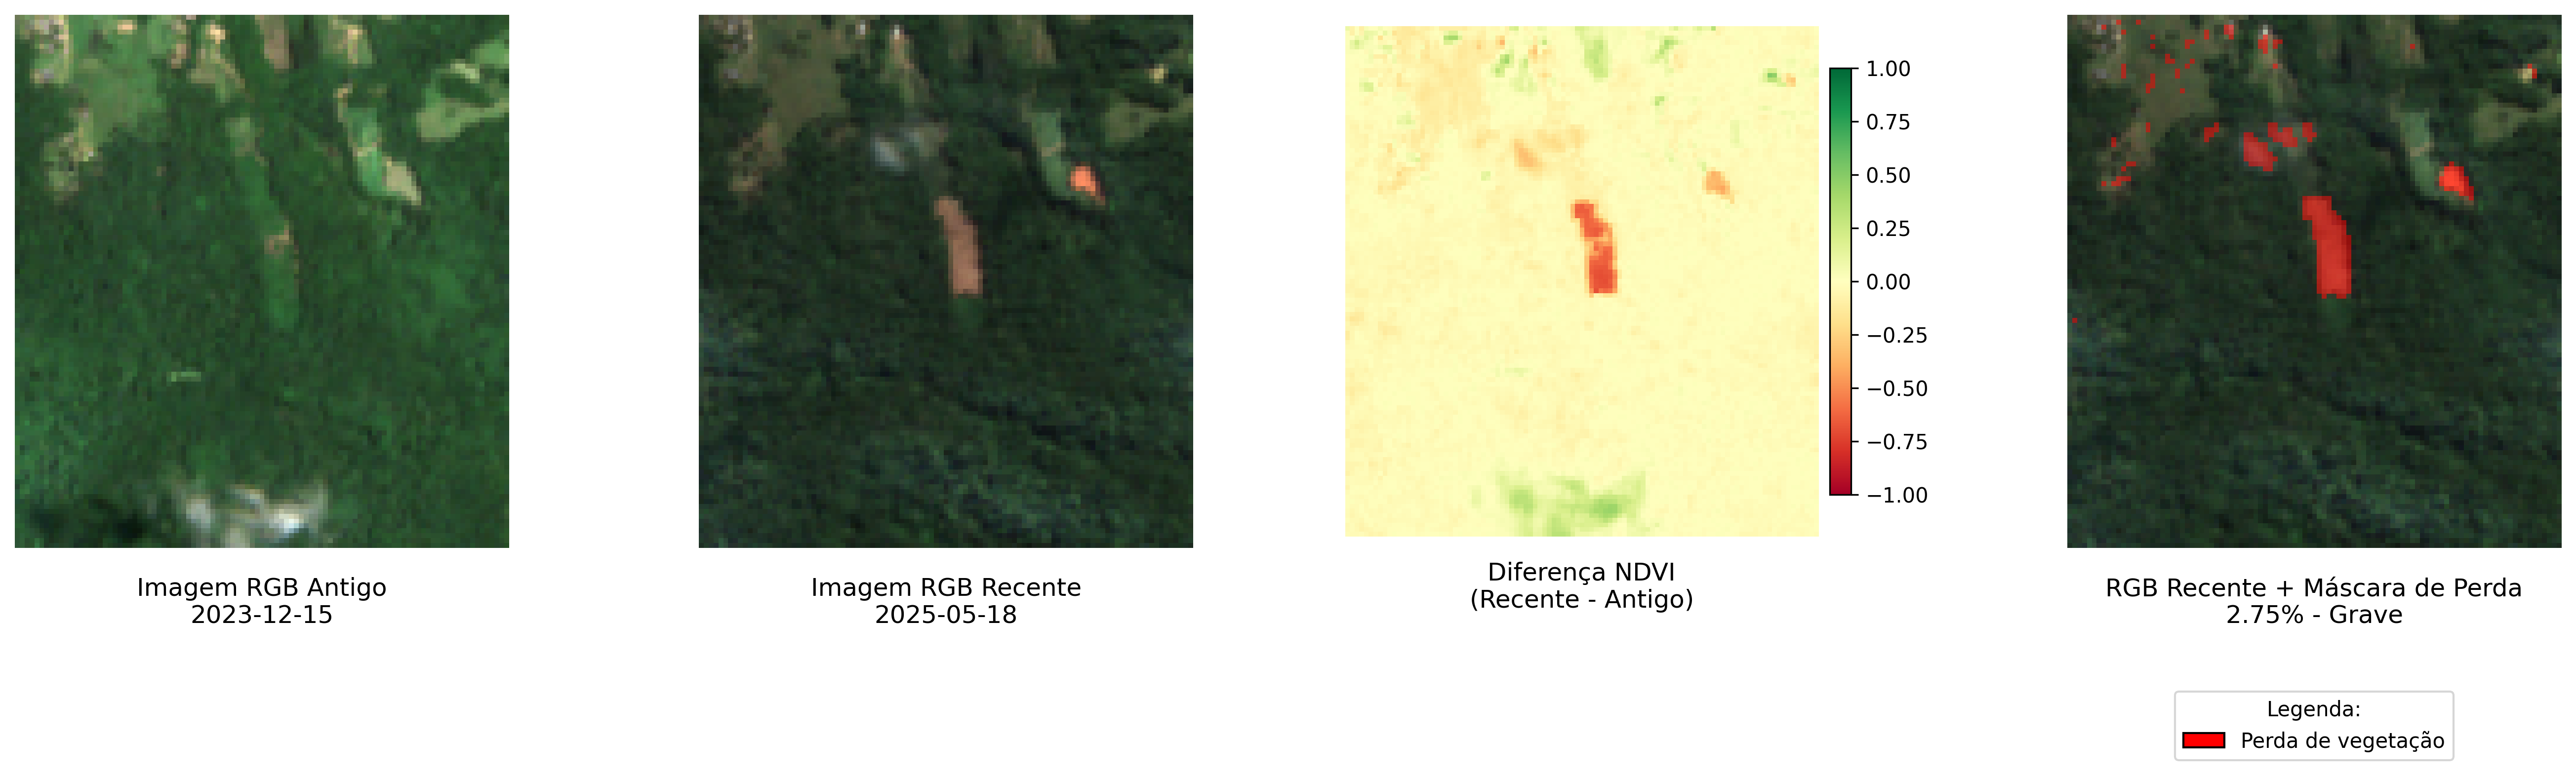 Imagem RGB Antigo
2023-12-15
Imagem RGB Recente
2025-05-18
Diferença NDVI
(Recente - Antigo)
1.00
0.75
0.50
0.25
0.00
−0.25
−0.50
−0.75
−1.00
RGB Recente + Máscara de Perda
2.75% - Grave
Legenda:
Perda de vegetação